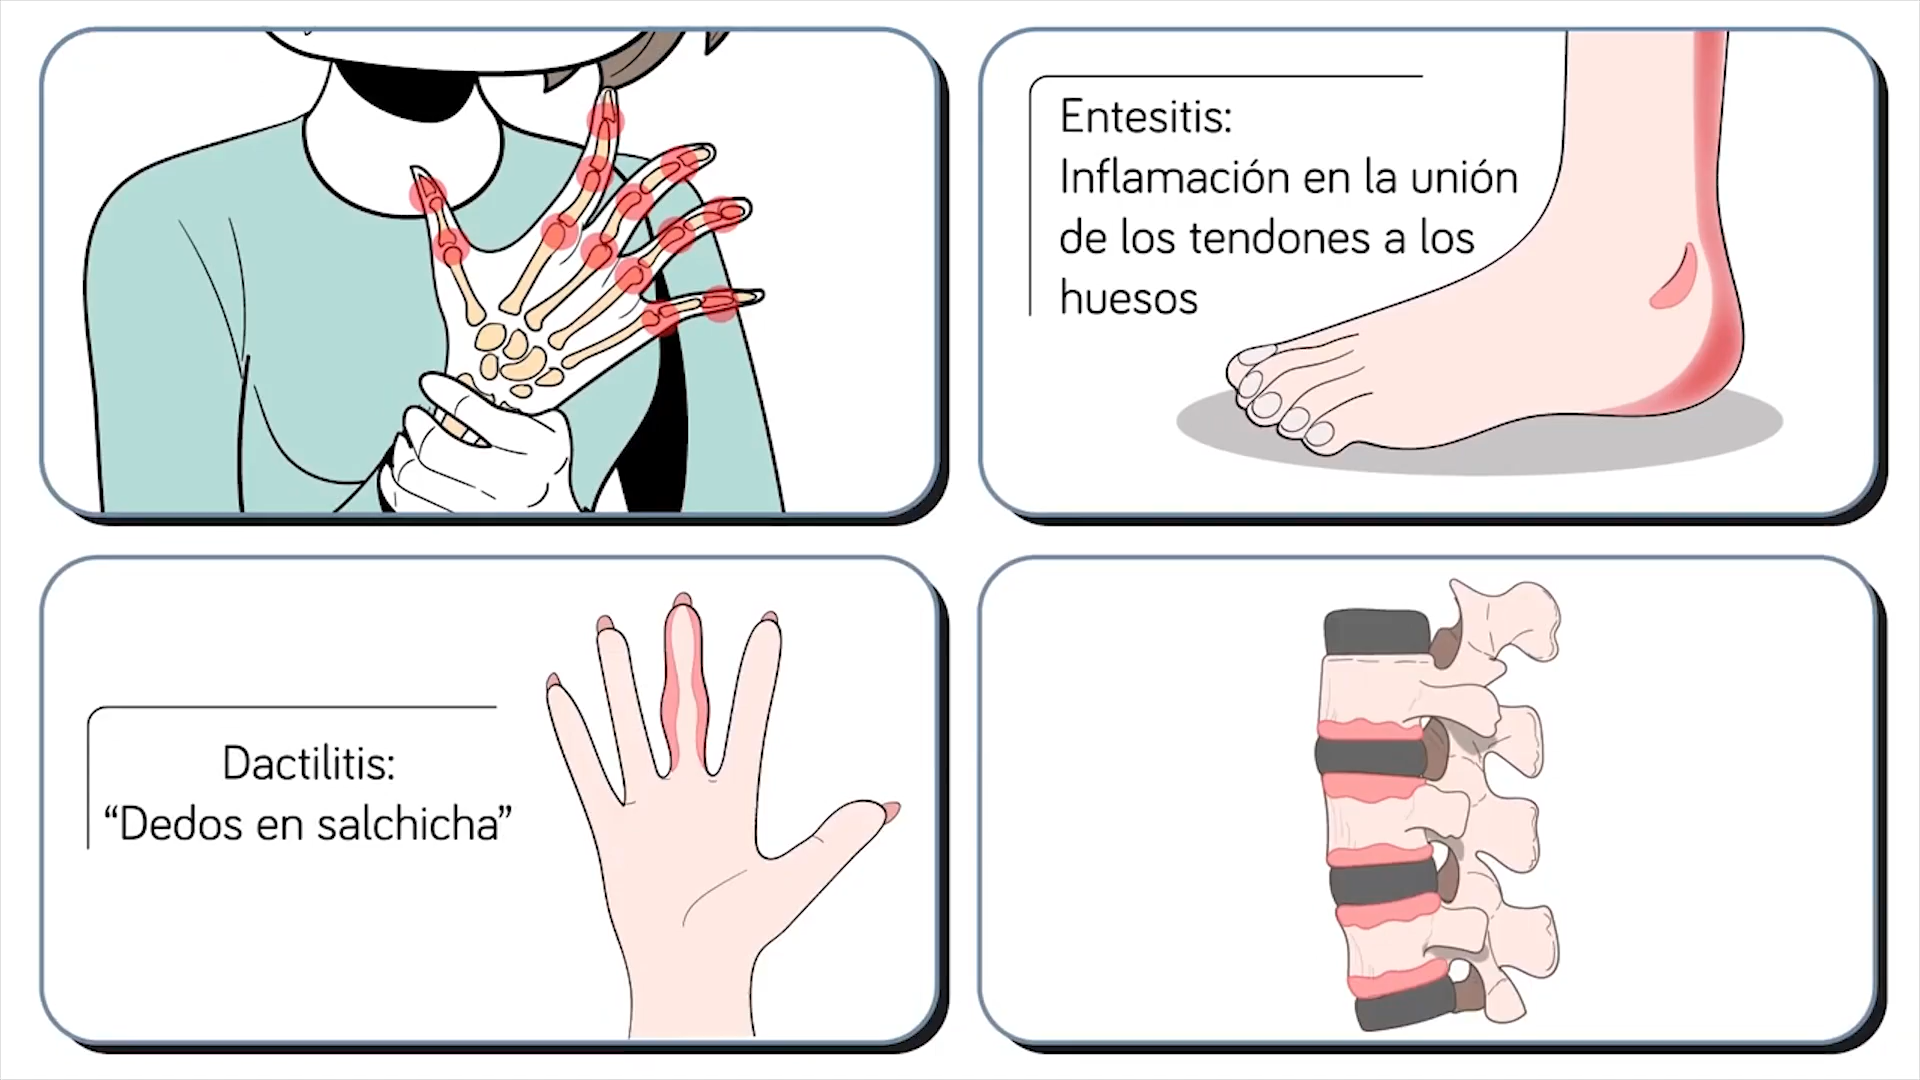 Entesitis:
Inflamación en la unión
de los tendones a los
huesos
Dactilitis:
“Dedos en salchicha”